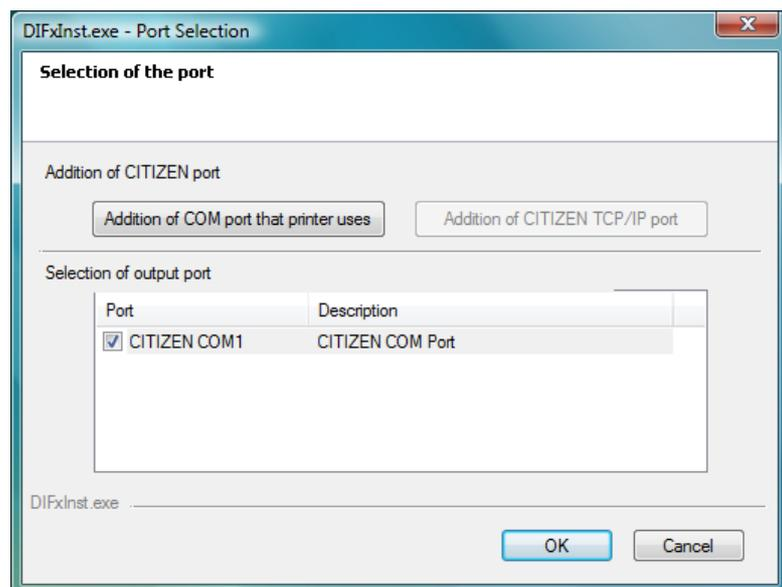 DIFxInst.exe - Port Selection
Selection of the port
Addition of CITIZEN port
Addition of COM port that printer uses
Addition of CITIZEN TCP/IP port
Selection of output port
Port Description
CITIZEN COM1 CITIZEN COM Port
DIFxInst.exe
OK Cancel